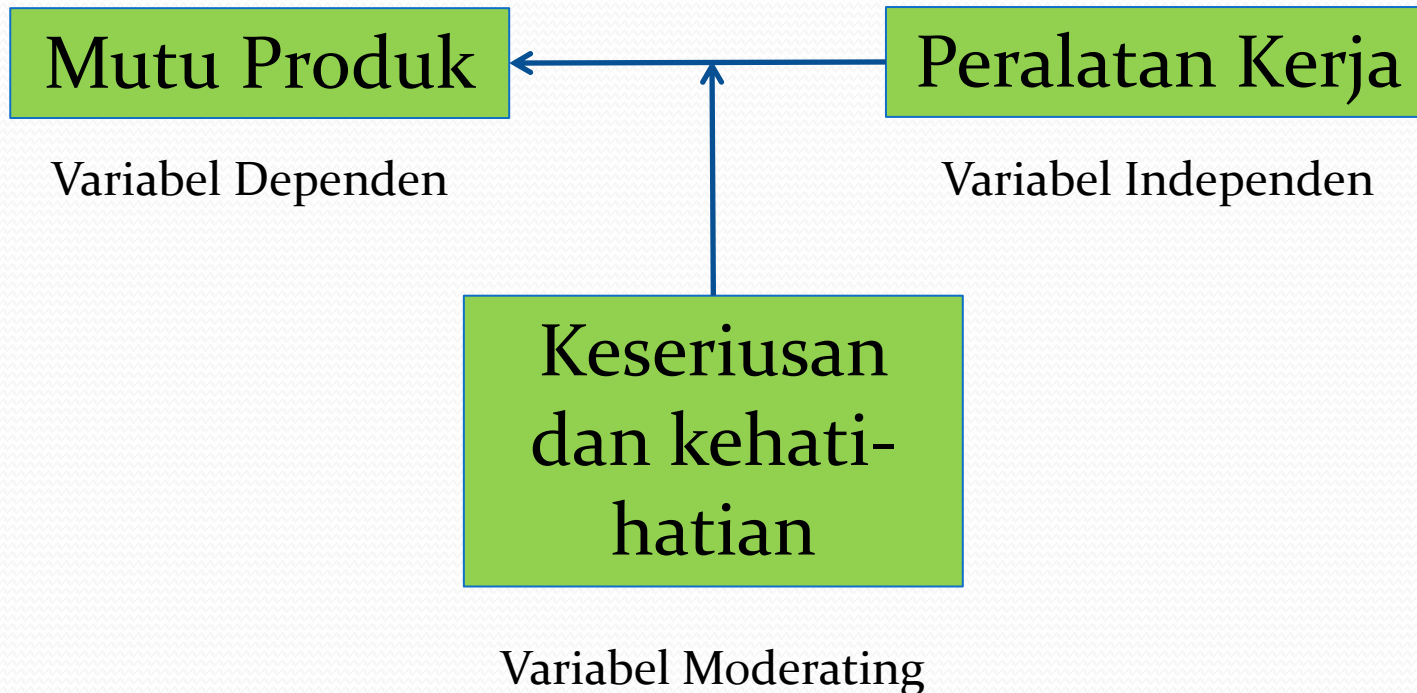 Mutu Produk
Peralatan Kerja
Variabel Dependen
Variabel Independen
Keseriusan
dan kehati-
hatian
Variabel Moderating